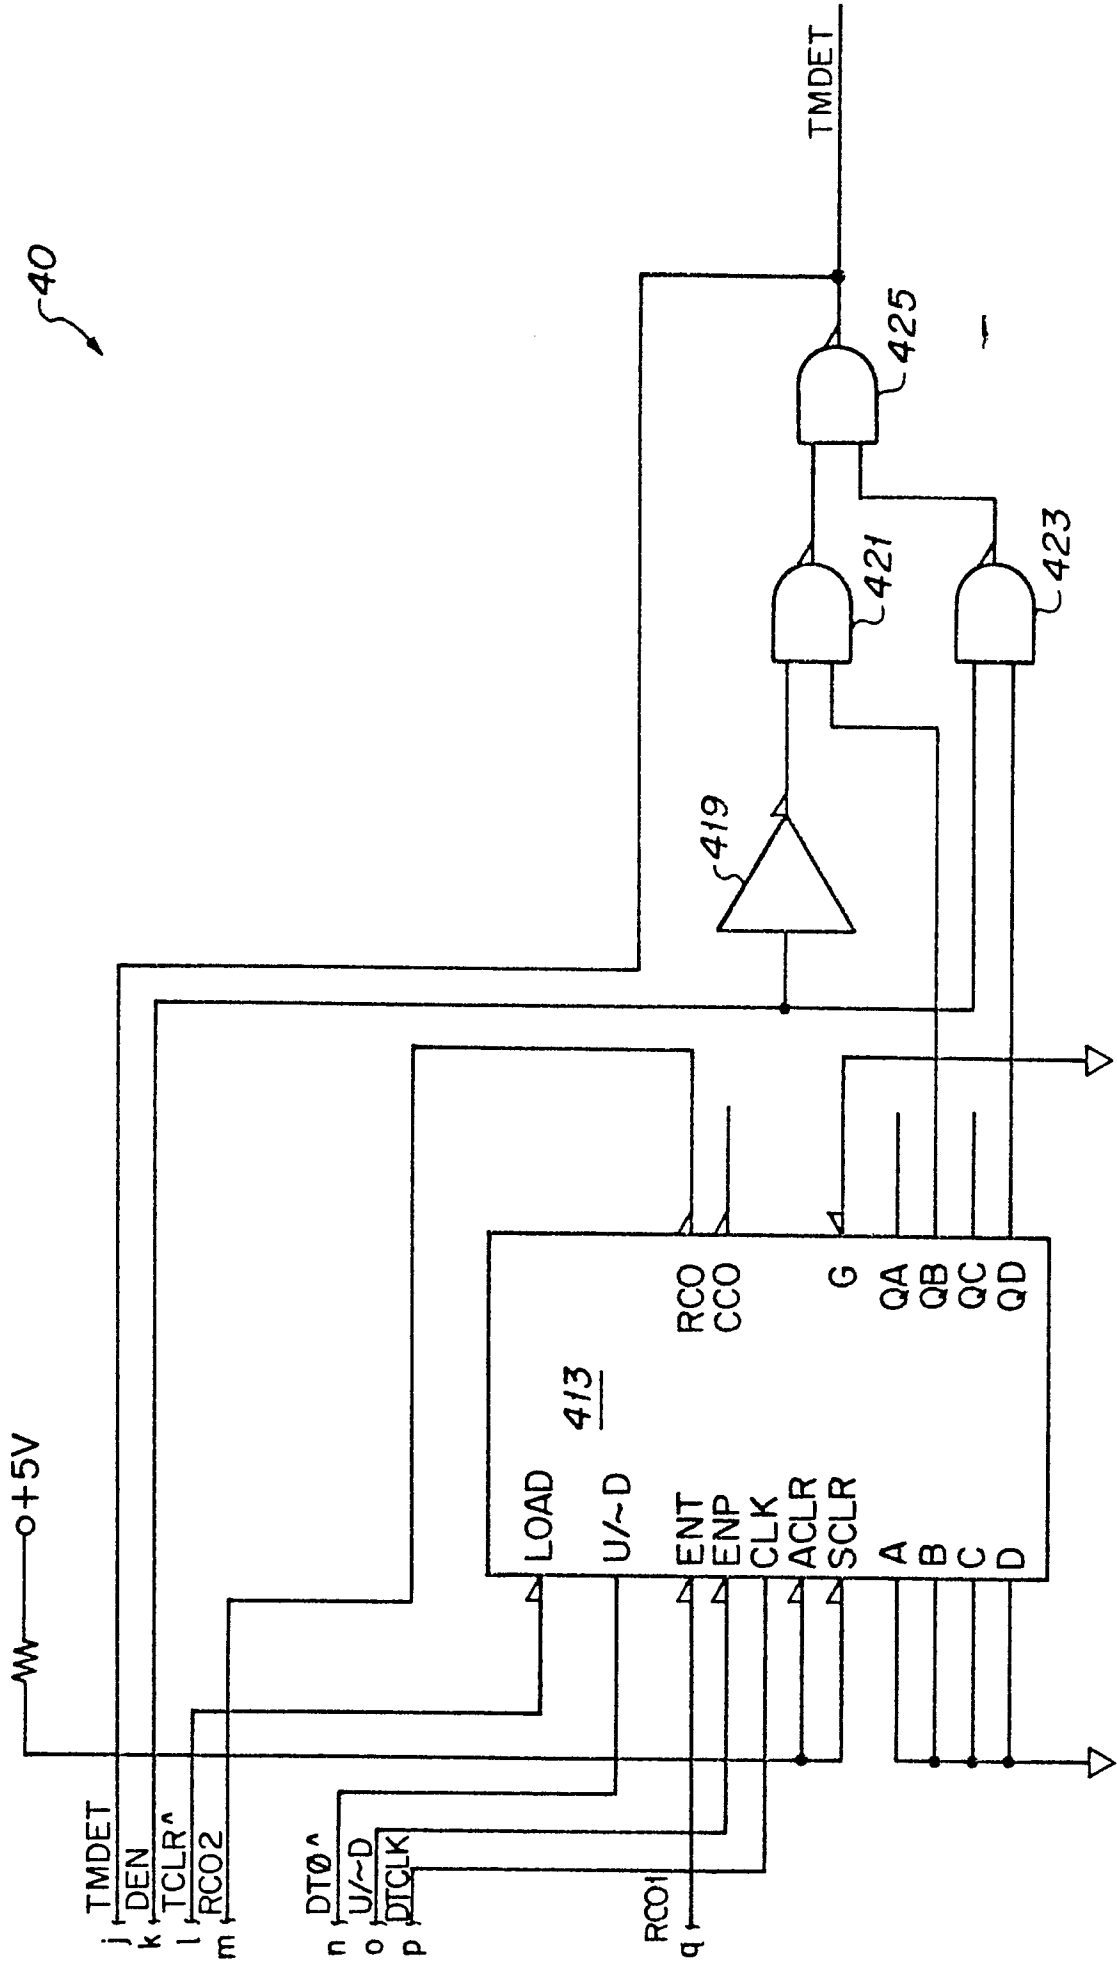 40
+5V
TMDET
j
DEN
k
TCLR^
l
RCO2
m
DTØ^
n
U/~D
o
DTCLK
p
RCO1
q
LOAD
U/~D
ENT
ENP
CLK
ACLR
SCLR
A
B
C
D
413
RCO
CCO
G
QA
QB
QC
QD
419
421
423
425
TMDET